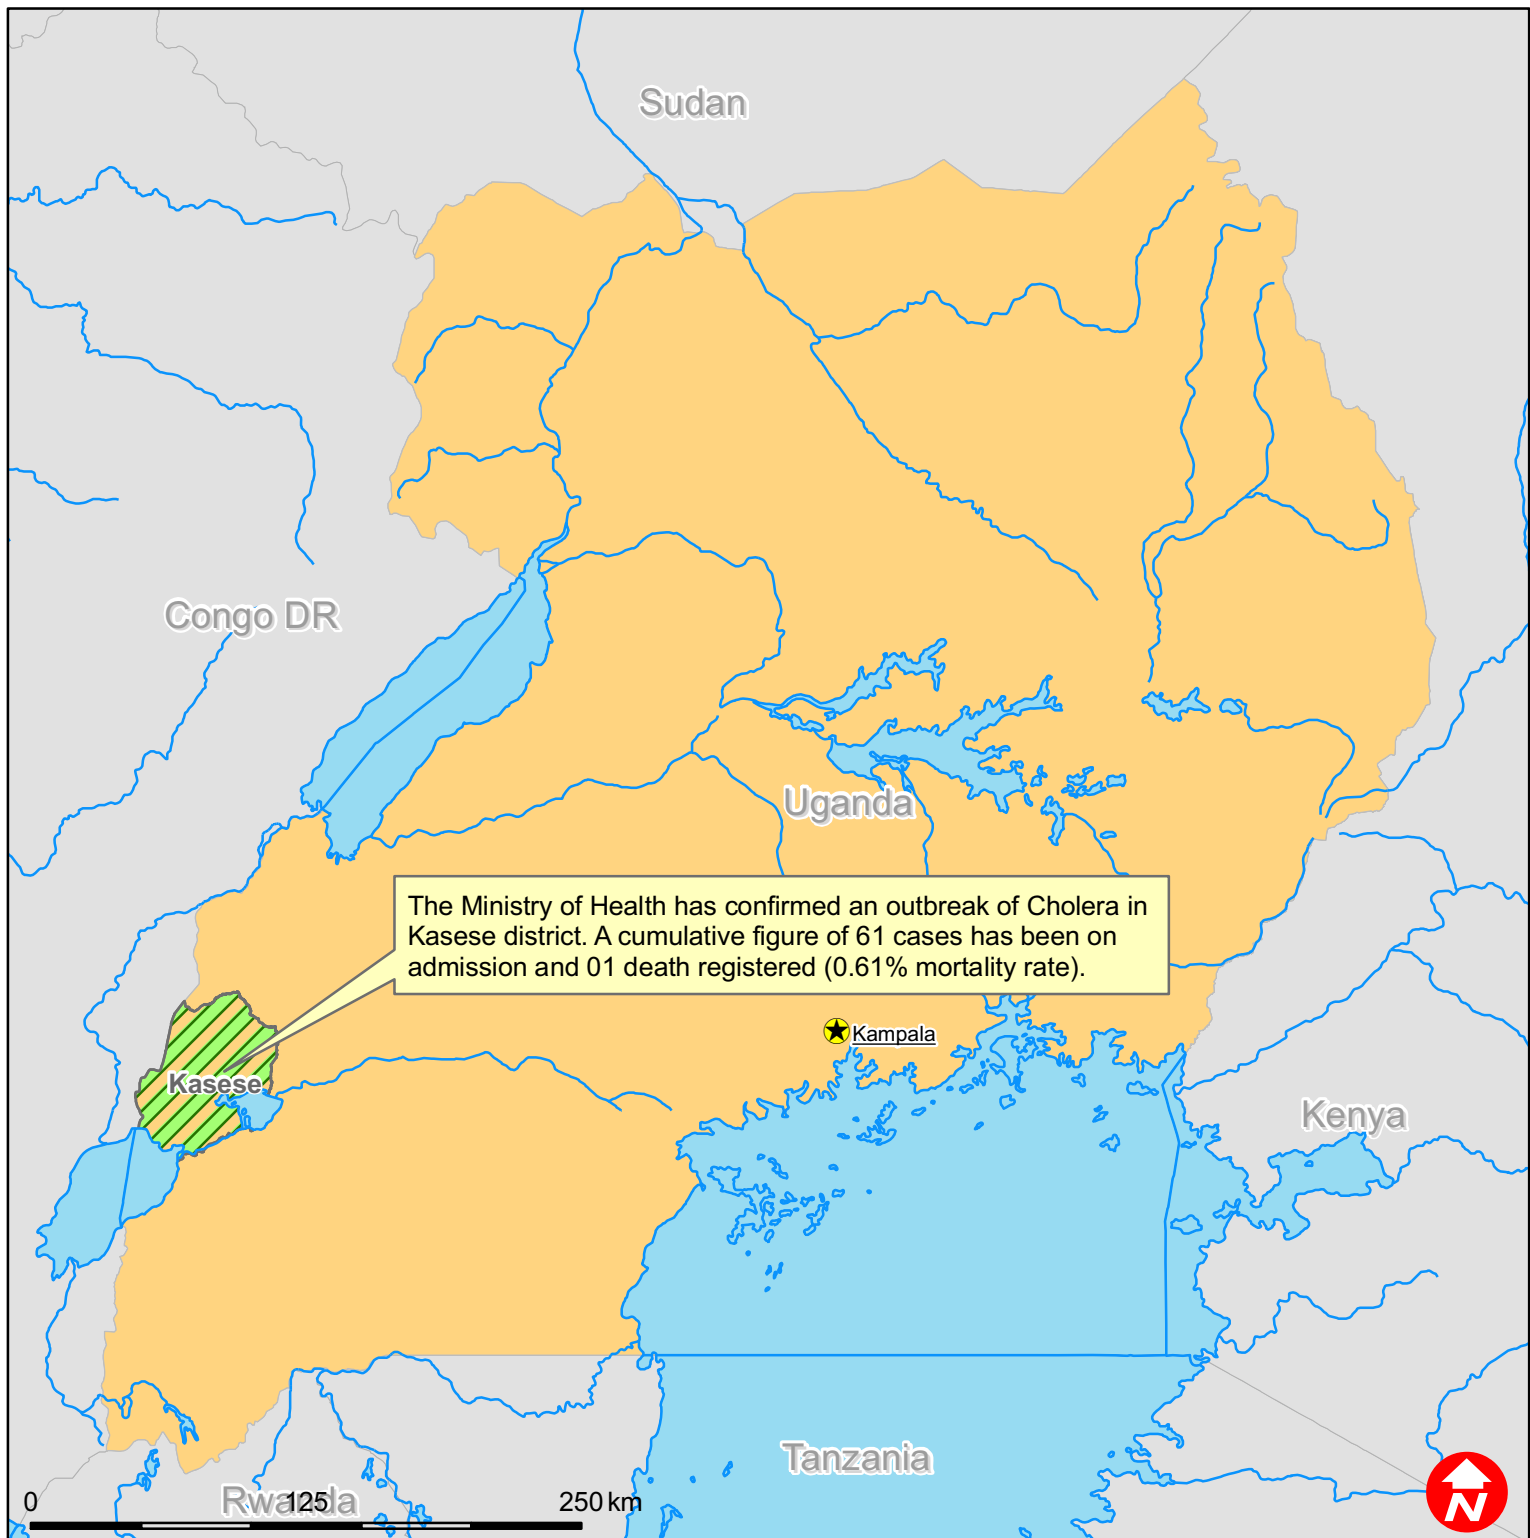 Sudan
Congo DR
Uganda
The Ministry of Health has confirmed an outbreak of Cholera in
Kasese district. A cumulative figure of 61 cases has been on
admission and 01 death registered (0.61% mortality rate).
Kampala
Kasese
Kenya
Tanzania
Rwanda
0 125 250 km
N